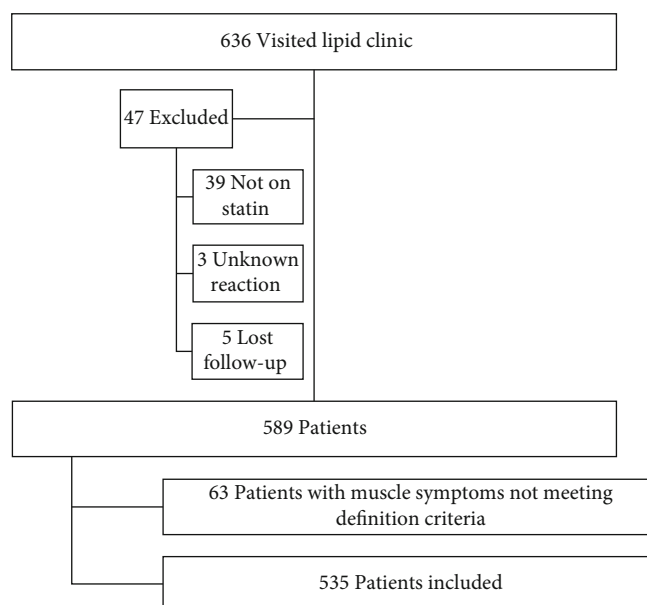 636 Visited lipid clinic
47 Excluded
39 Not on
statin
3 Unknown
reaction
5 Lost
follow-up
589 Patients
63 Patients with muscle symptoms not meeting
definition criteria
535 Patients included